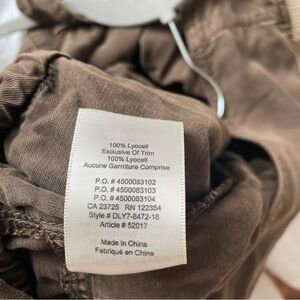 100% Lyocell
Exclusive Of Trim
100% Lyocell
Aucune Garniture Comprise
P.O. # 4500083102
P.O. # 4500083103
P.O. # 4500083104
CA 23725 RN 122354
Style # DLY7-8472-18
Article # 52017
Made in China
Fabriqué en Chine